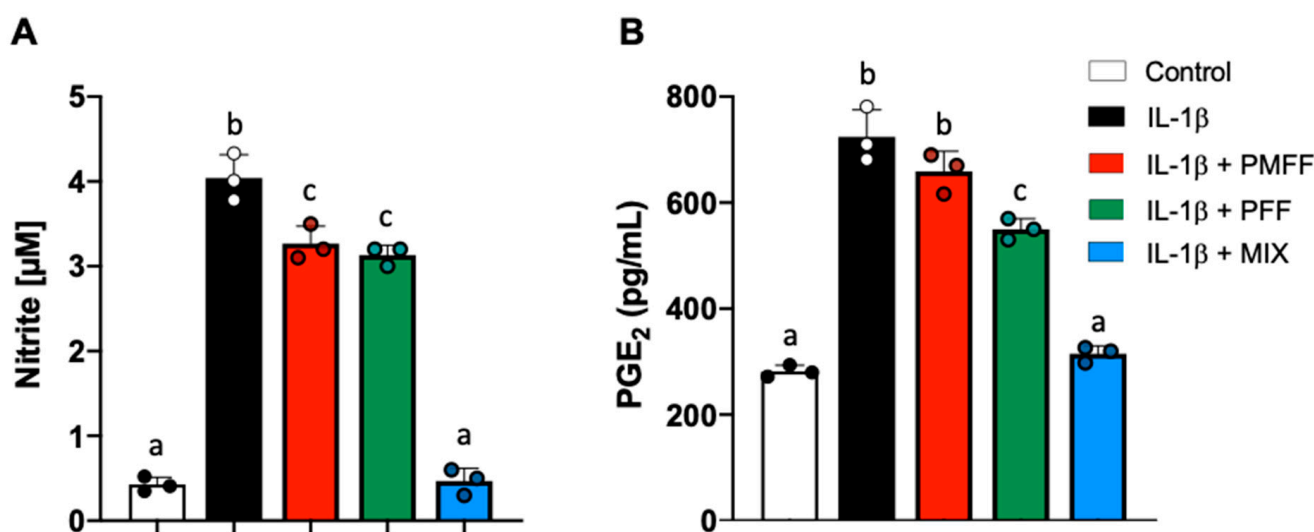 A
Nitrite [µM]
5
4
3
2
1
0
a
b
c
c
a
B
PGE₂ (pg/mL)
800
600
400
200
0
a
b
b
c
a
Control
IL-1β
IL-1β + PMFF
IL-1β + PFF
IL-1β + MIX